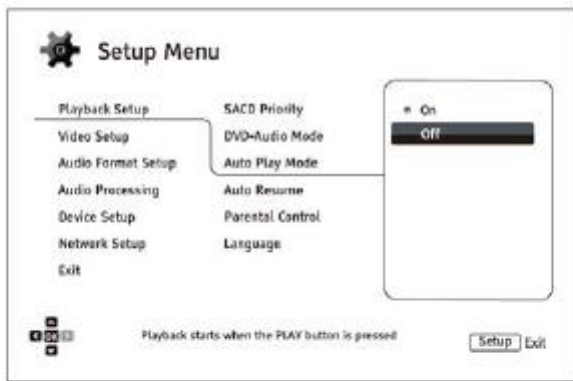 Setup Menu
Playback Setup
Video Setup
Audio Format Setup
Audio Processing
Device Setup
Network Setup
Exit
SACD Priority
DVD-Audio Mode
Auto Play Mode
Auto Resume
Parental Control
Language
On
Off
Playback starts when the PLAY button is pressed
Setup Exit